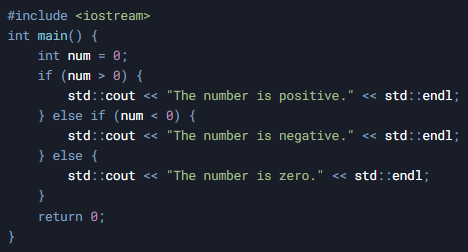 #include <iostream>
int main() {
    int num = 0;
    if (num > 0) {
        std::cout << "The number is positive." << std::endl;
    } else if (num < 0) {
        std::cout << "The number is negative." << std::endl;
    } else {
        std::cout << "The number is zero." << std::endl;
    }
    return 0;
}